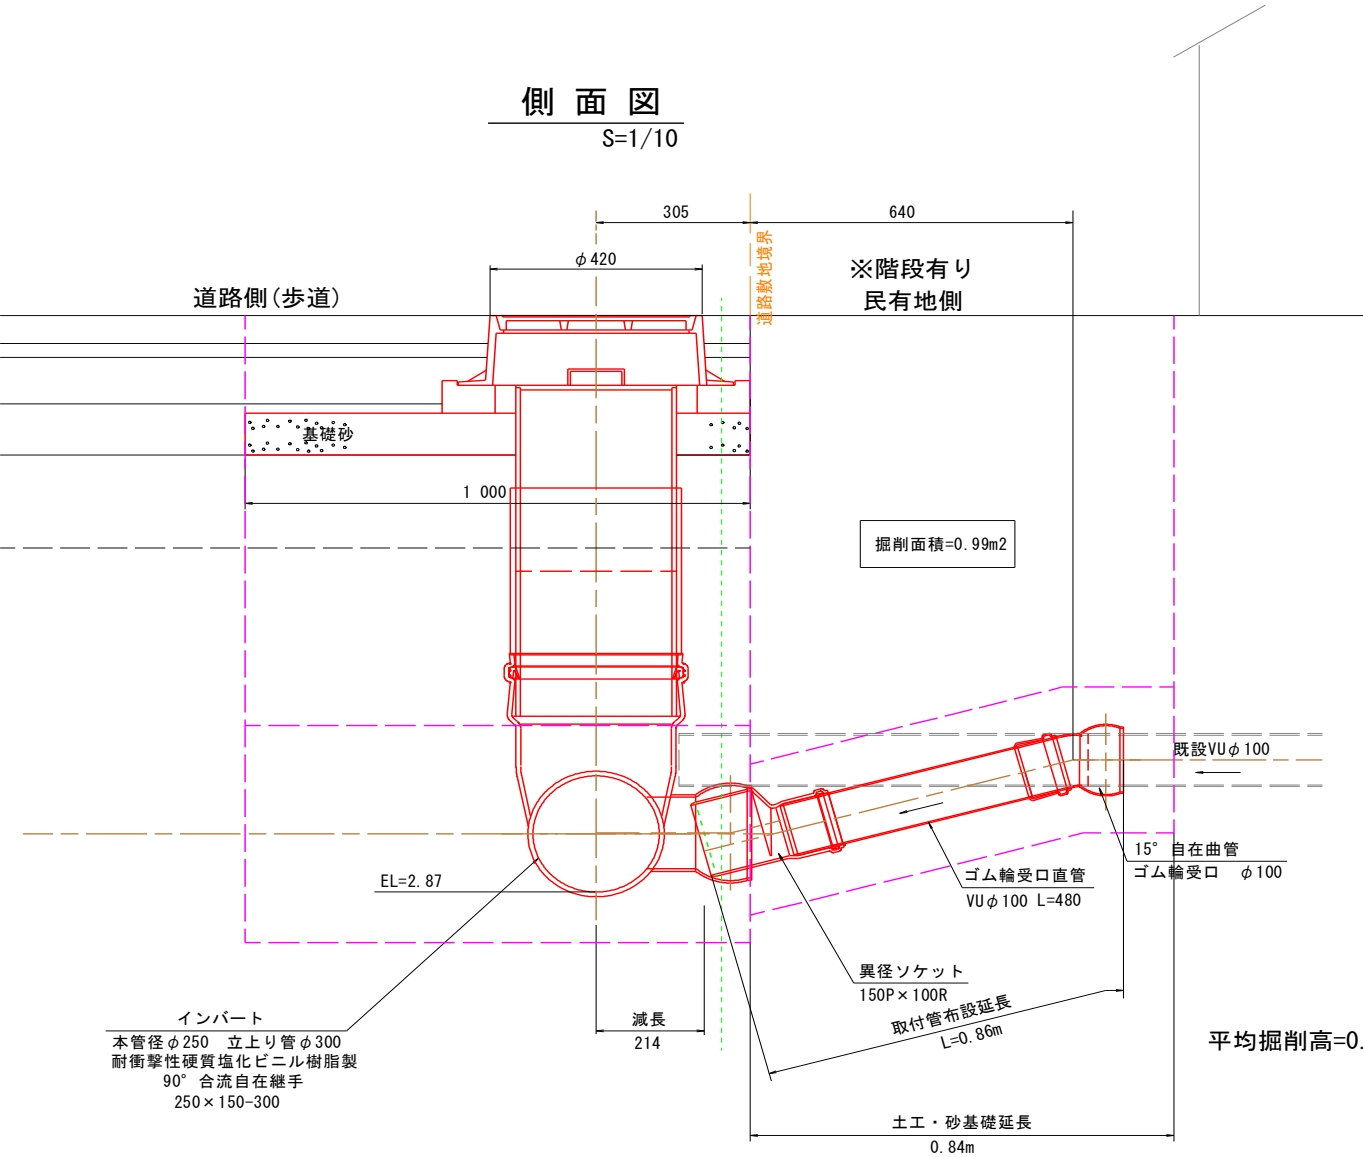 側面図
S=1/10
305
640
φ420
道路敷地境界
※階段有り
民有地側
道路側(歩道)
基礎砂
1 000
掘削面積=0.99m2
既設VUφ100
15°自在曲管
ゴム輪受口 φ100
ゴム輪受口直管
VUφ100 L=480
EL=2.87
異径ソケット
150P×100R
取付管布設延長
L=0.86m
減長
214
インバート
本管径φ250 立上り管φ300
耐衝撃性硬質塩化ビニル樹脂製
90°合流自在継手
250×150-300
平均掘削高=0.
土工・砂基礎延長
0.84m